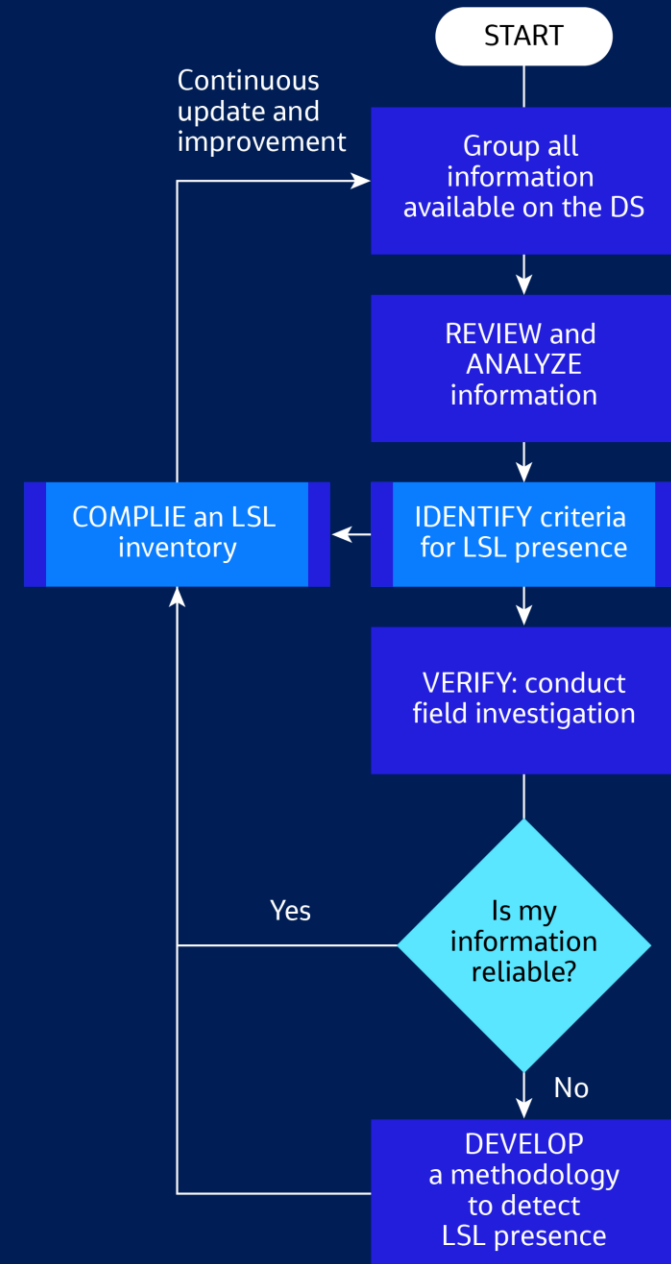 START
Continuous
update and
improvement
Group all
information
available on the DS
REVIEW and
ANALYZE
information
COMPLIE an LSL
inventory
IDENTIFY criteria
for LSL presence
VERIFY: conduct
field investigation
Yes
Is my
information
reliable?
No
DEVELOP
a methodology
to detect
LSL presence